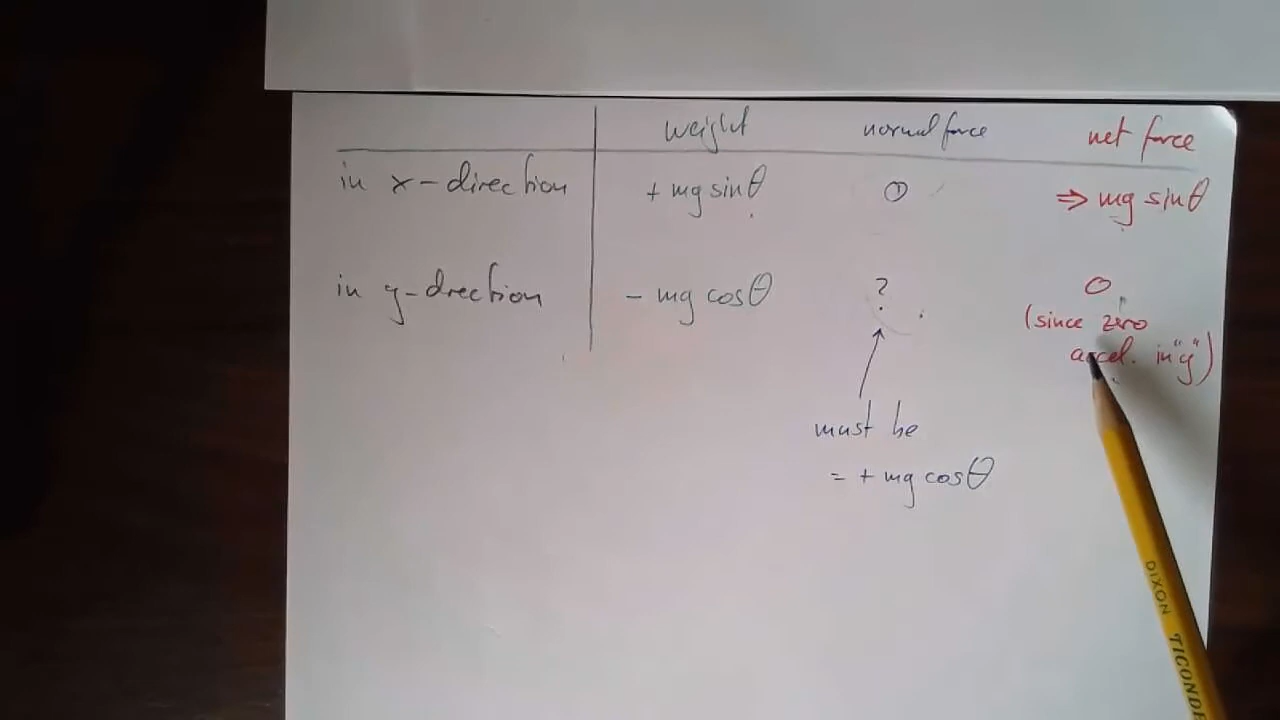 weight normal force net force
in x-direction + mg sinθ 0 ⇒ mg sinθ
in y-drection - mg cosθ ? 0
(since zero
accel. in "y")
must be
= + mg cosθ
DIXON TICONDE